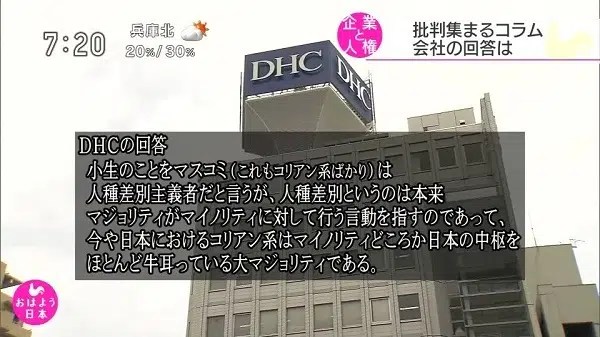 7:20
兵庫北
20%/30%
企業と人権
批判集まるコラム
会社の回答は
DHC
DHC
DHCの回答
小生のことをマスコミ（これもコリアン系ばかり）は
人種差別主義者だと言うが、人種差別というのは本来
マジョリティがマイノリティに対して行う言動を指すのであって、
今や日本におけるコリアン系はマイノリティどころか日本の中枢を
ほとんど牛耳っている大マジョリティである。
おはよう
日本